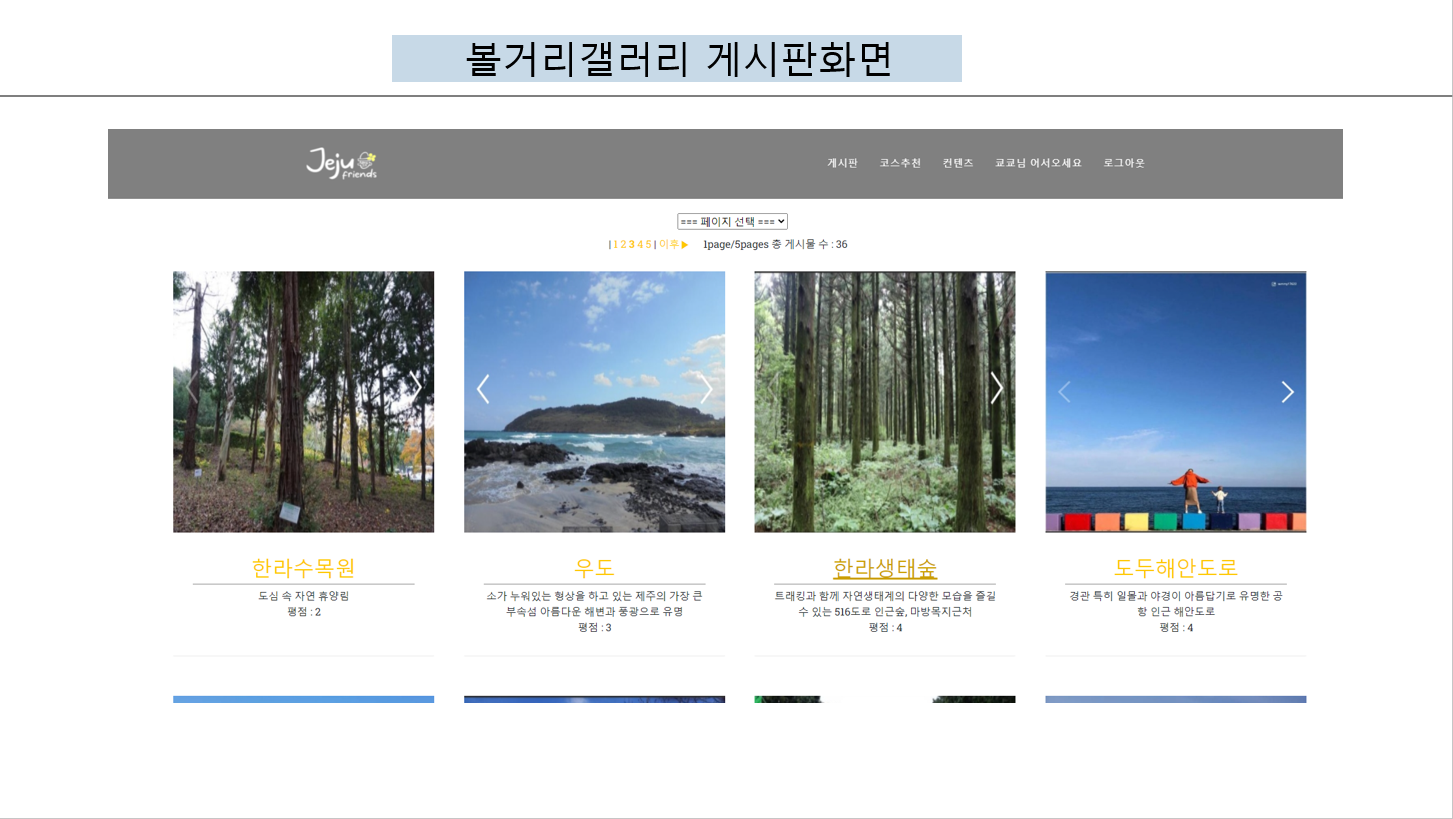 볼거리갤러리 게시판화면
Jeju friends
게시판 코스추천 컨텐츠 쿄쿄님 어서오세요 로그아웃
=== 페이지 선택 ===
| 1 2 3 4 5 | 이후▶ 1page/5pages 총 게시물 수 : 36
한라수목원
도심 속 자연 휴양림
평점 : 2
우도
소가 누워있는 형상을 하고 있는 제주의 가장 큰
부속섬 아름다운 해변과 풍광으로 유명
평점 : 3
한라생태숲
트래킹과 함께 자연생태계의 다양한 모습을 즐길
수 있는 516도로 인근숲, 마방목지근처
평점 : 4
도두해안도로
경관 특히 일몰과 야경이 아름답기로 유명한 공
항 인근 해안도로
평점 : 4